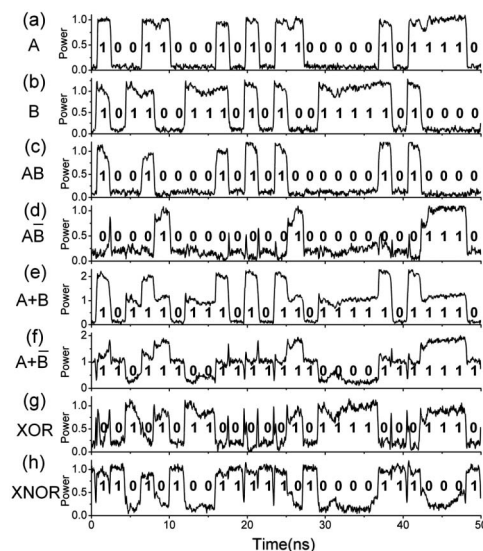 (a)
A
Power
1.0
0.5
0.0
1 0 0 1 1 0 0 0 1 0 1 0 1 1 0 0 0 0 0 1 0 1 1 1 1 0
(b)
B
Power
1.0
0.5
0.0
1 0 1 1 0 0 1 1 1 0 1 0 1 0 0 1 1 1 1 1 0 1 0 0 0 0
(c)
AB
Power
1.0
0.5
0.0
1 0 0 1 0 0 0 0 1 0 1 0 1 0 0 0 0 0 0 1 0 1 0 0 0 0
(d)
AB̅
Power
1.0
0.5
0.0
0 0 0 0 1 0 0 0 0 0 0 0 0 1 0 0 0 0 0 0 0 0 1 1 1 0
(e)
A+B
Power
2
1
0
1 0 1 1 1 0 1 1 1 0 1 0 1 1 0 1 1 1 1 1 0 1 1 1 1 0
(f)
A+B̅
Power
2
1
0
1 1 0 1 1 1 0 0 1 1 1 1 1 1 1 0 0 0 0 1 1 1 1 1 1 1
(g)
XOR
Power
1.0
0.5
0.0
0 0 1 0 1 0 1 1 0 0 0 0 0 1 0 1 1 1 1 0 0 0 1 1 1 0
(h)
XNOR
Power
1.0
0.5
0.0
1 1 0 1 0 1 0 0 1 1 1 1 1 0 1 0 0 0 0 1 1 1 0 0 0 1
0 10 20 30 40 50
Time(ns)